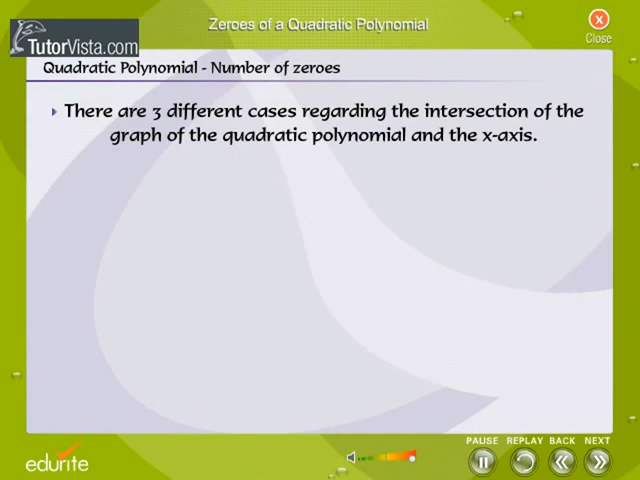 Zeroes of a Quadratic Polynomial
Close
TutorVista.com
Quadratic Polynomial - Number of zeroes
There are 3 different cases regarding the intersection of the
graph of the quadratic polynomial and the x-axis.
PAUSE REPLAY BACK NEXT
edurite